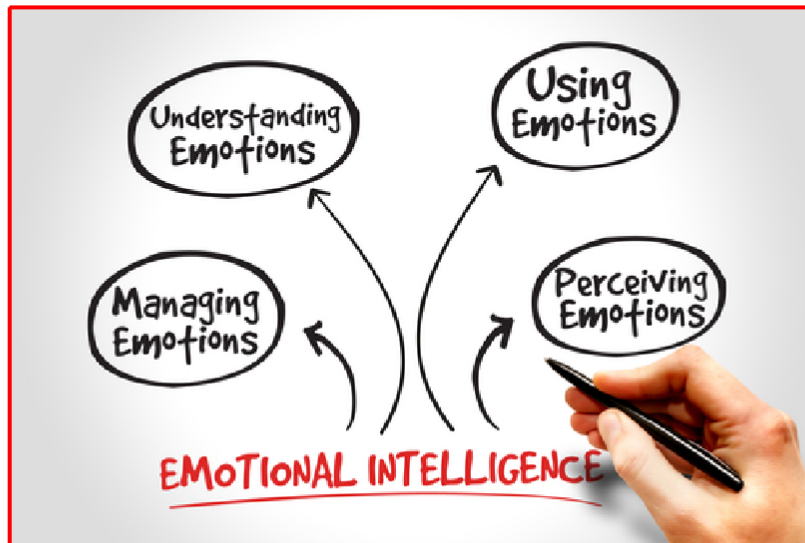 Understanding
Emotions
Using
Emotions
Managing
Emotions
Perceiving
Emotions
EMOTIONAL INTELLIGENCE